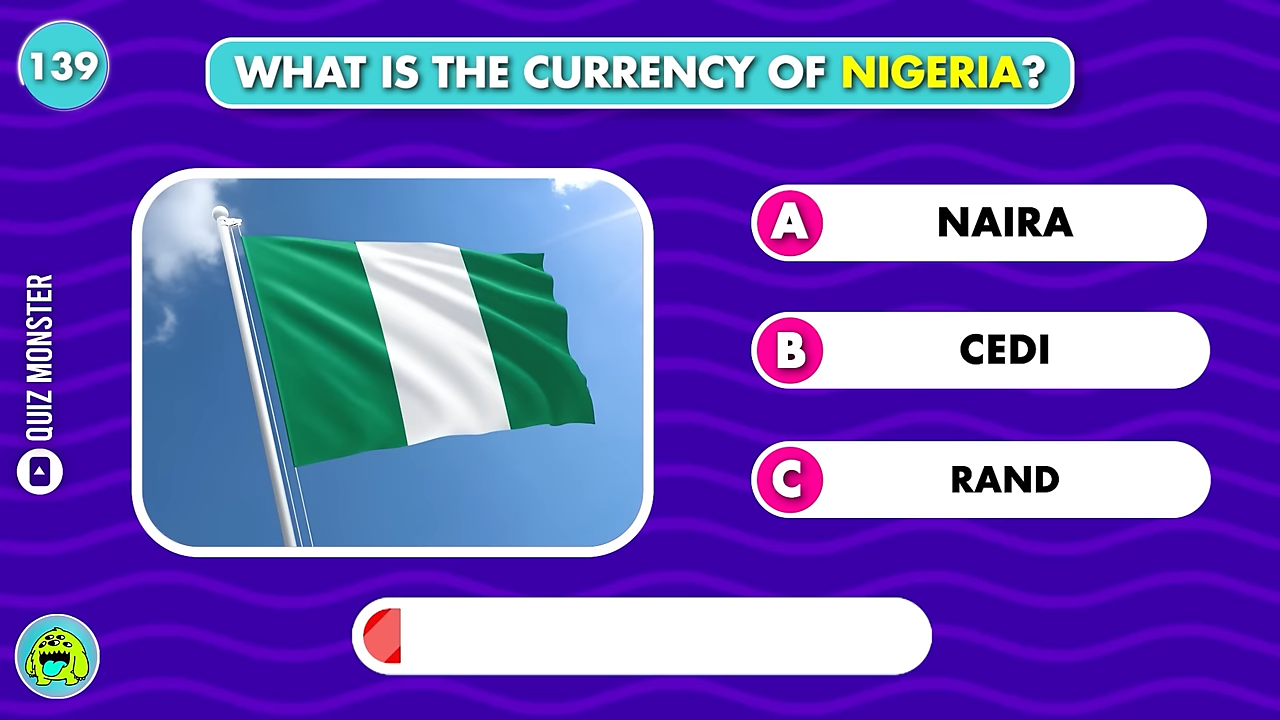 139
WHAT IS THE CURRENCY OF NIGERIA?
A NAIRA
B CEDI
C RAND
QUIZ MONSTER